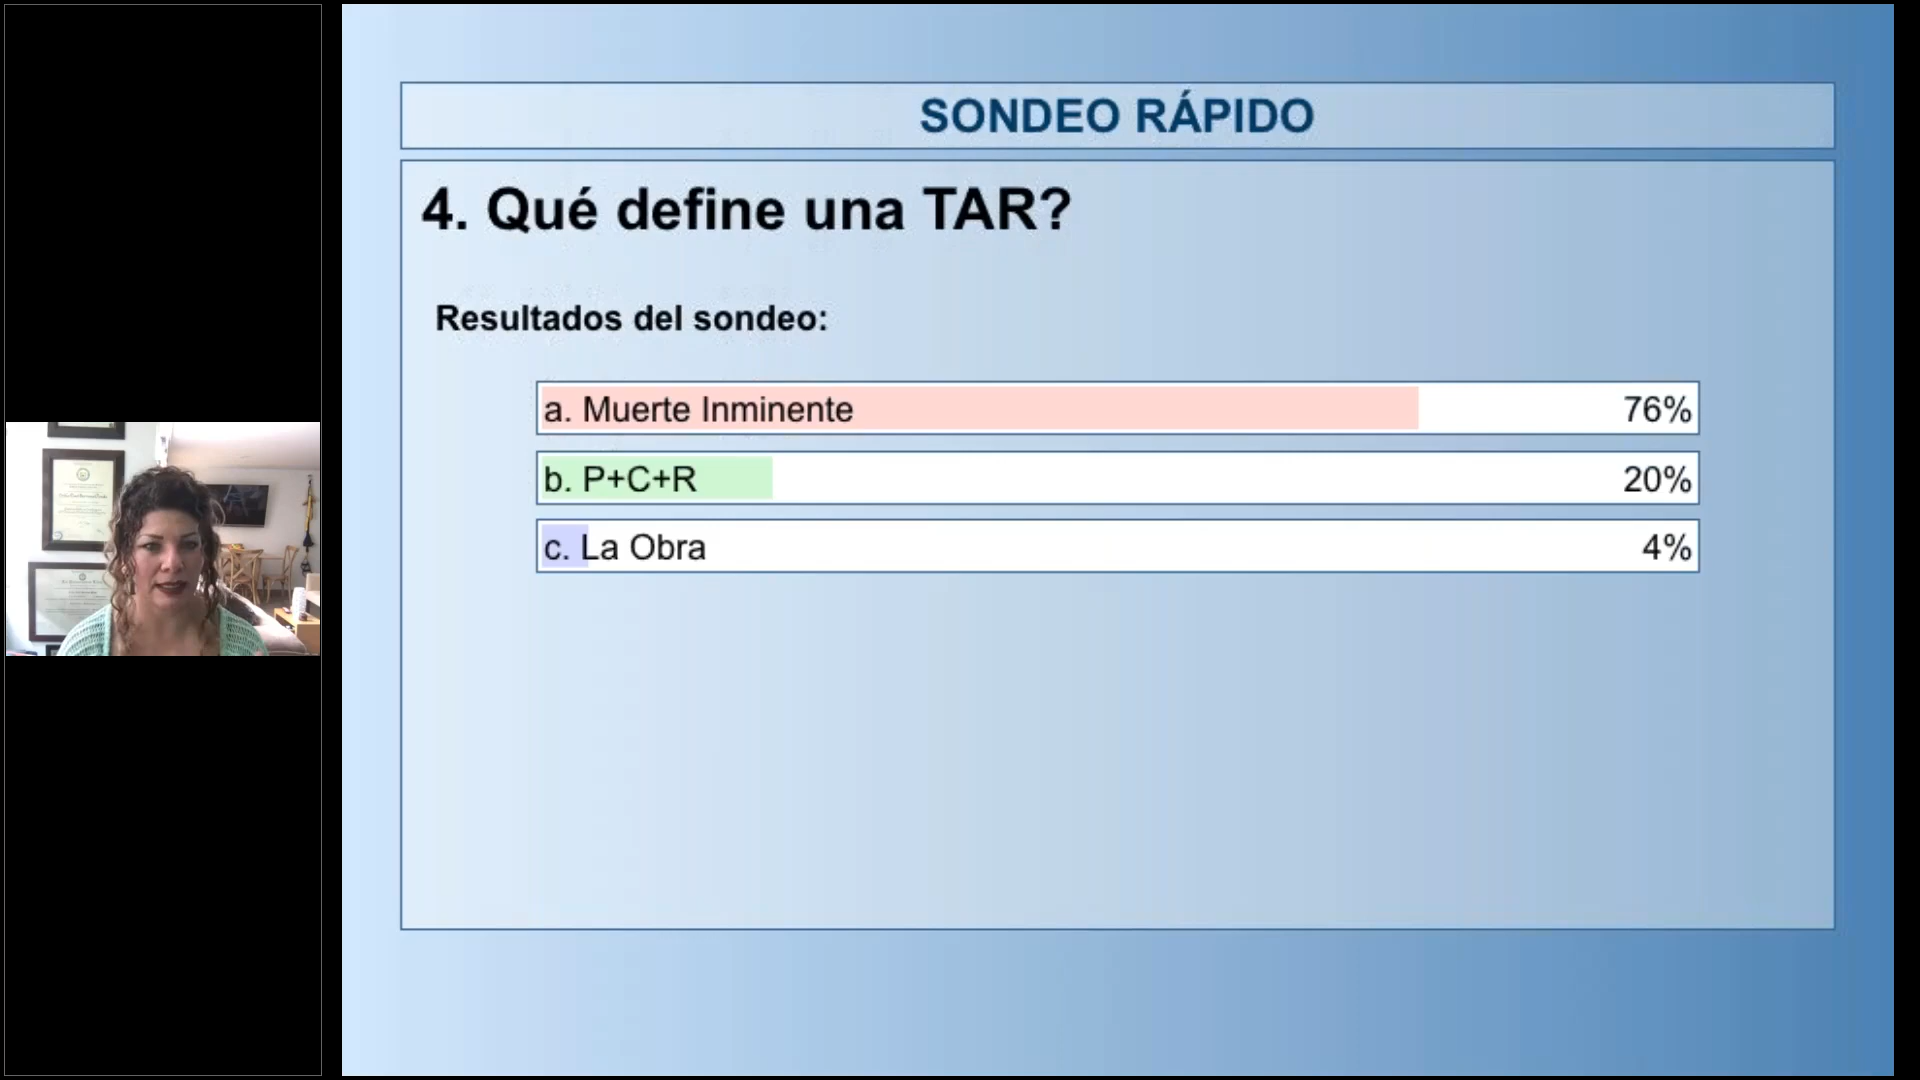 SONDEO RÁPIDO
4. Qué define una TAR?
Resultados del sondeo:
a. Muerte Inminente 76%
b. P+C+R 20%
c. La Obra 4%